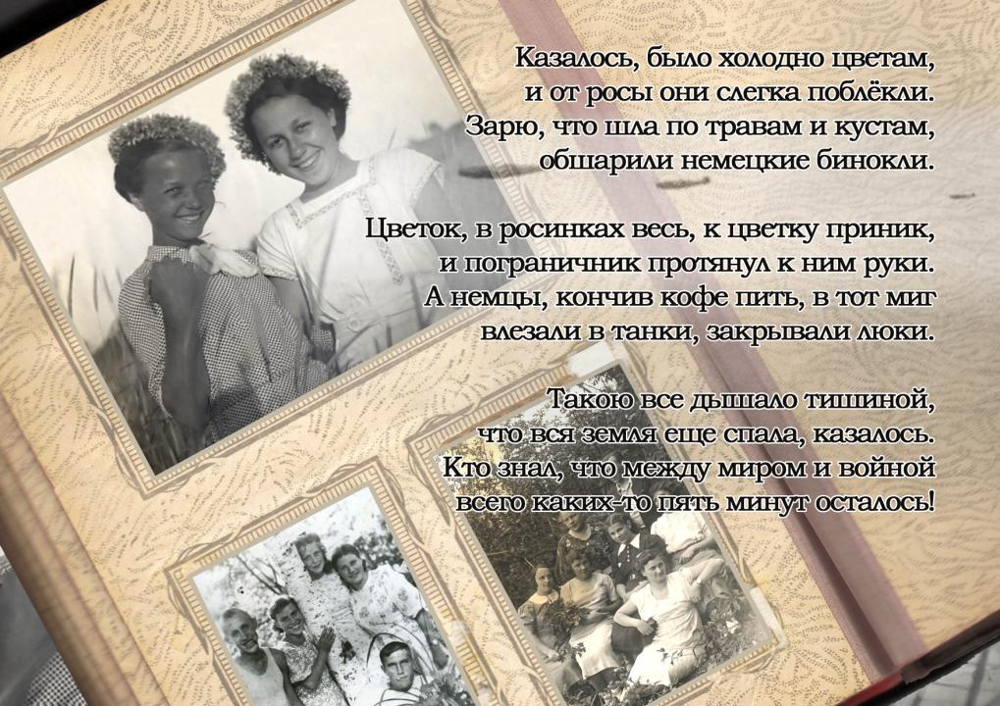 Казалось, было холодно цветам,
и от росы они слегка поблёкли.
Зарю, что шла по травам и кустам,
обшарили немецкие бинокли.
Цветок, в росинках весь, к цветку приник,
и пограничник протянул к ним руки.
А немцы, кончив кофе пить, в тот миг
влезали в танки, закрывали люки.
Такою все дышало тишиной,
что вся земля еще спала, казалось.
Кто знал, что между миром и войной
всего каких-то пять минут осталось!